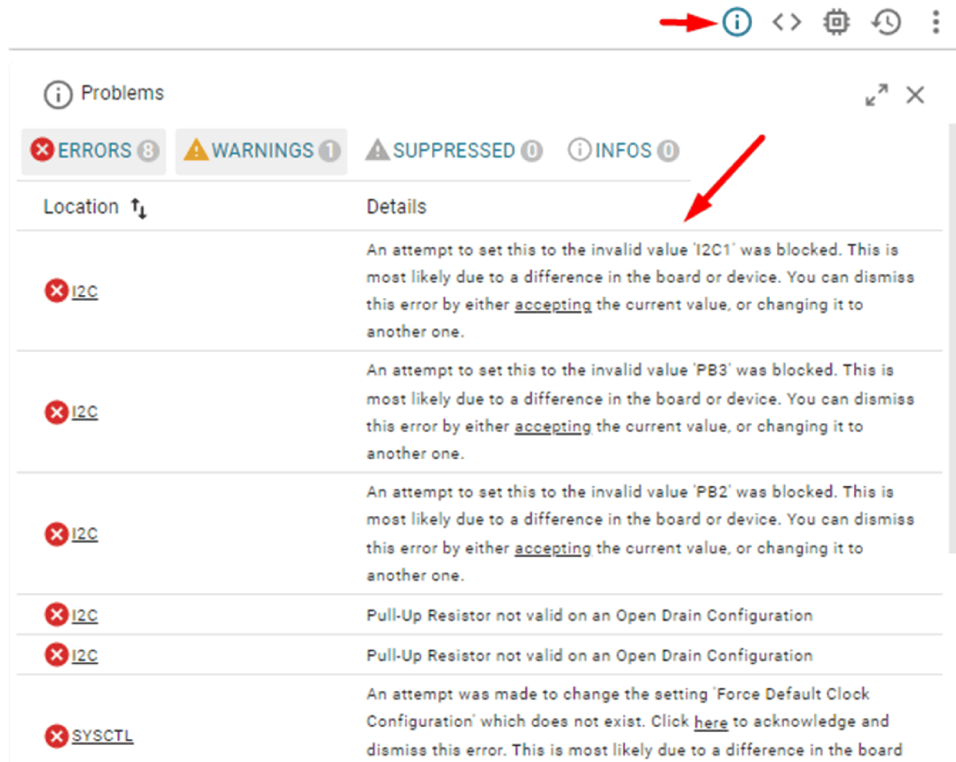 Problems
ERRORS 8 WARNINGS 1 SUPPRESSED 0 INFOS 0
Location Details
I2C
An attempt to set this to the invalid value 'I2C1' was blocked. This is
most likely due to a difference in the board or device. You can dismiss
this error by either accepting the current value, or changing it to
another one.
I2C
An attempt to set this to the invalid value 'PB3' was blocked. This is
most likely due to a difference in the board or device. You can dismiss
this error by either accepting the current value, or changing it to
another one.
I2C
An attempt to set this to the invalid value 'PB2' was blocked. This is
most likely due to a difference in the board or device. You can dismiss
this error by either accepting the current value, or changing it to
another one.
I2C Pull-Up Resistor not valid on an Open Drain Configuration
I2C Pull-Up Resistor not valid on an Open Drain Configuration
SYSCTL
An attempt was made to change the setting 'Force Default Clock
Configuration' which does not exist. Click here to acknowledge and
dismiss this error. This is most likely due to a difference in the board